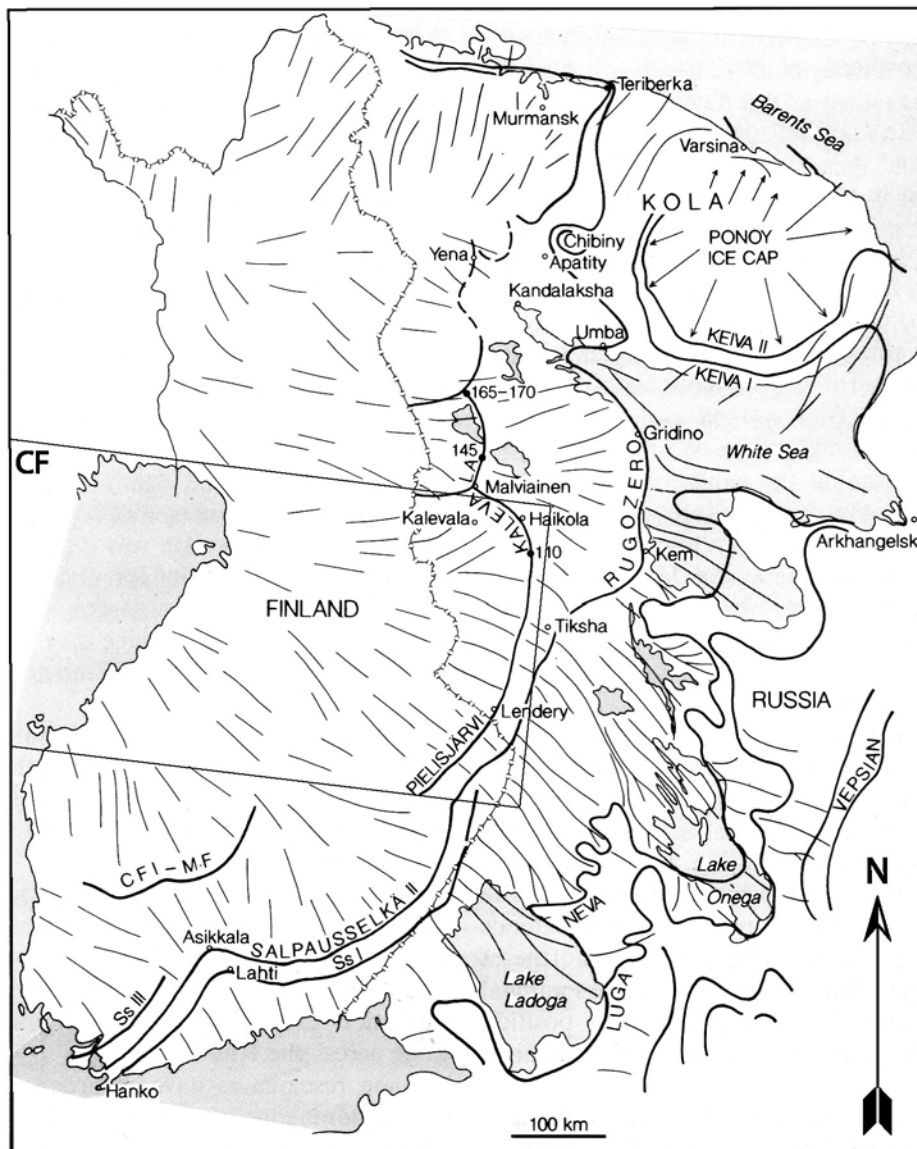 Teriberka
Murmansk
Barents Sea
Varsina
KOLA
Chibiny
Yena
Apatity
PONOY
ICE CAP
Kandalaksha
Umba
KEIVA II
KEIVA I
165–170
Gridino
CF
145
White Sea
Malviainen
KALEVALA
Kalevala
Haikola
RUGOZERO
Arkhangelsk
110
Kem
FINLAND
Tiksha
RUSSIA
Lendery
PIELISJÄRVI
VEPSIAN
CFI–M.F
Lake
Onega
N
NEVA
SALPAUSSELKÄ II
Asikkala
Ss I
Lahti
Lake
Ladoga
LUGA
Ss III
Hanko
100 km